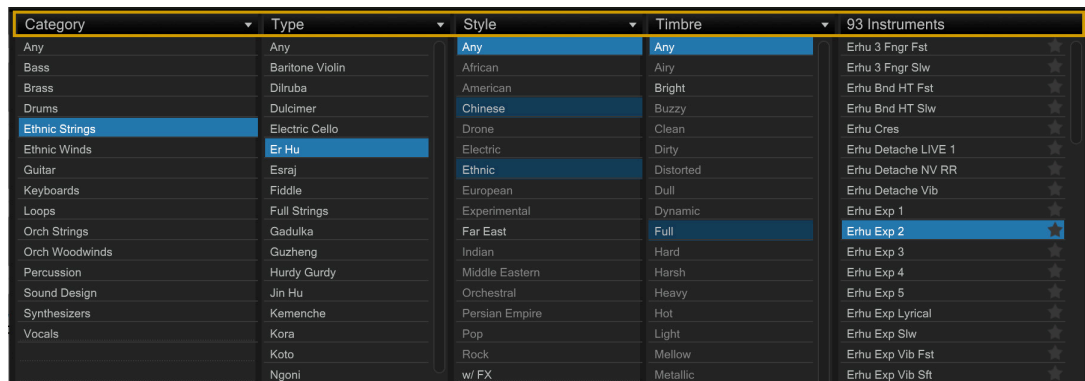 Category Type Style Timbre 93 Instruments
Any Any Any Any Erhu 3 Fngr Fst
Bass Baritone Violin African Airy Erhu 3 Fngr Slw
Brass Dilruba American Bright Erhu Bnd HT Fst
Drums Dulcimer Chinese Buzzy Erhu Bnd HT Slw
Ethnic Strings Electric Cello Drone Clean Erhu Cres
Ethnic Winds Er Hu Electric Dirty Erhu Detache LIVE 1
Guitar Esraj Ethnic Distorted Erhu Detache NV RR
Keyboards Fiddle European Dull Erhu Detache Vib
Loops Full Strings Experimental Dynamic Erhu Exp 1
Orch Strings Gadulka Far East Full Erhu Exp 2
Orch Woodwinds Guzheng Indian Hard Erhu Exp 3
Percussion Hurdy Gurdy Middle Eastern Harsh Erhu Exp 4
Sound Design Jin Hu Orchestral Heavy Erhu Exp 5
Synthesizers Kemenche Persian Empire Hot Erhu Exp Lyrical
Vocals Kora Pop Light Erhu Exp Slw
Koto Rock Mellow Erhu Exp Vib Fst
Ngoni w/ FX Metallic Erhu Exp Vib Sft